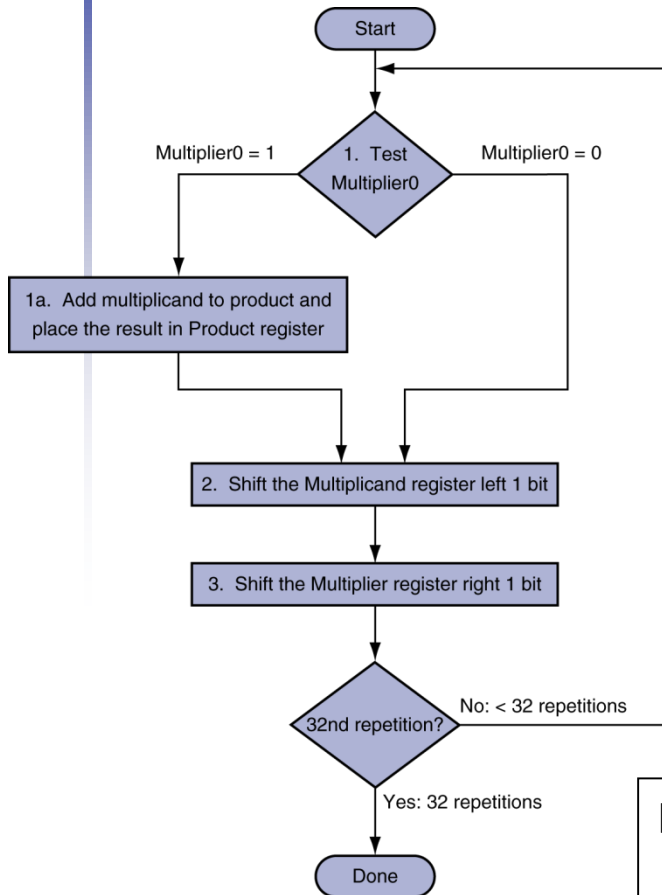 Start
Multiplier0 = 1
1. Test
Multiplier0
Multiplier0 = 0
1a. Add multiplicand to product and
place the result in Product register
2. Shift the Multiplicand register left 1 bit
3. Shift the Multiplier register right 1 bit
32nd repetition?
No: < 32 repetitions
Yes: 32 repetitions
Done